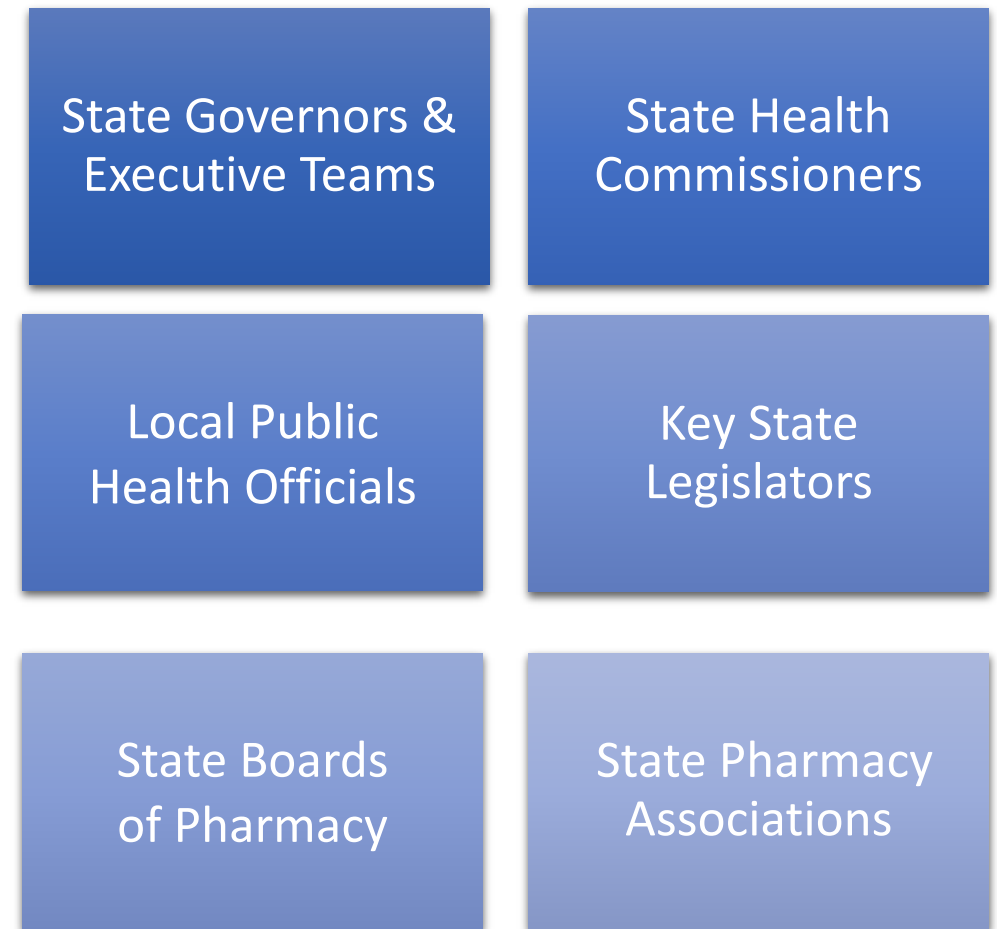 State Governors &
Executive Teams
State Health
Commissioners
Local Public
Health Officials
Key State
Legislators
State Boards
of Pharmacy
State Pharmacy
Associations